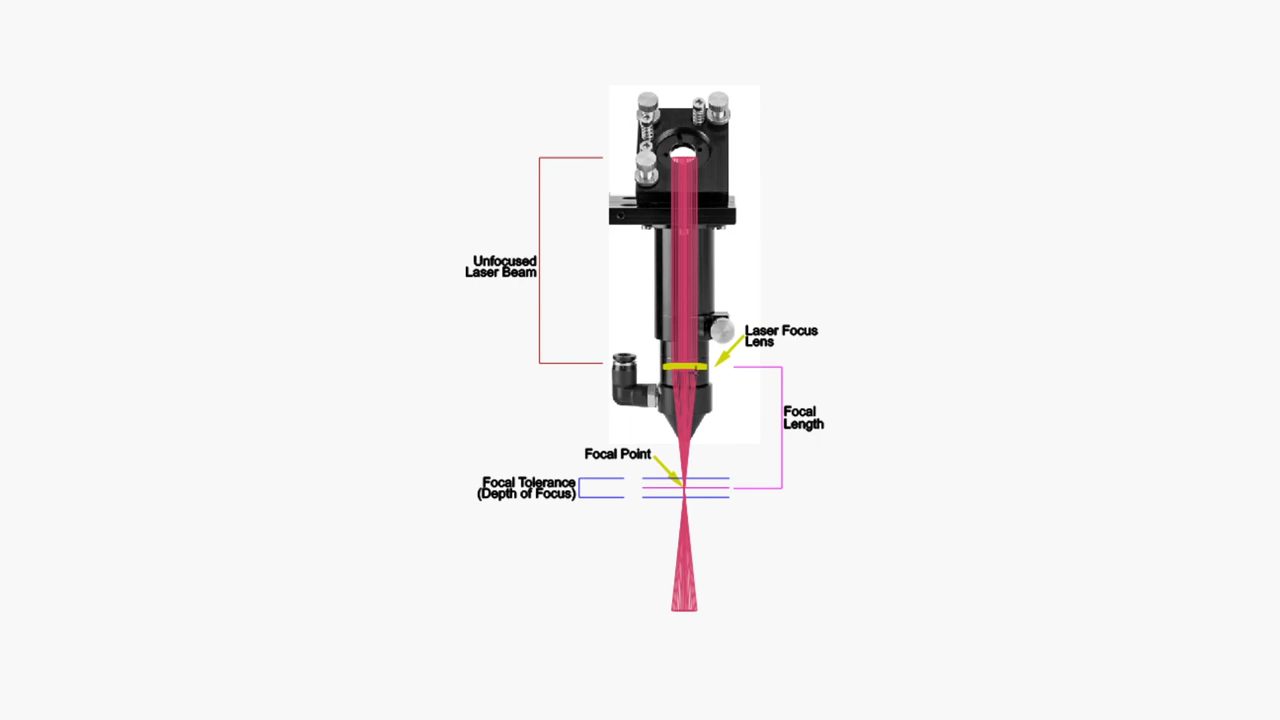 Unfocused
Laser Beam
Laser Focus
Lens
Focal
Length
Focal Point
Focal Tolerance
(Depth of Focus)